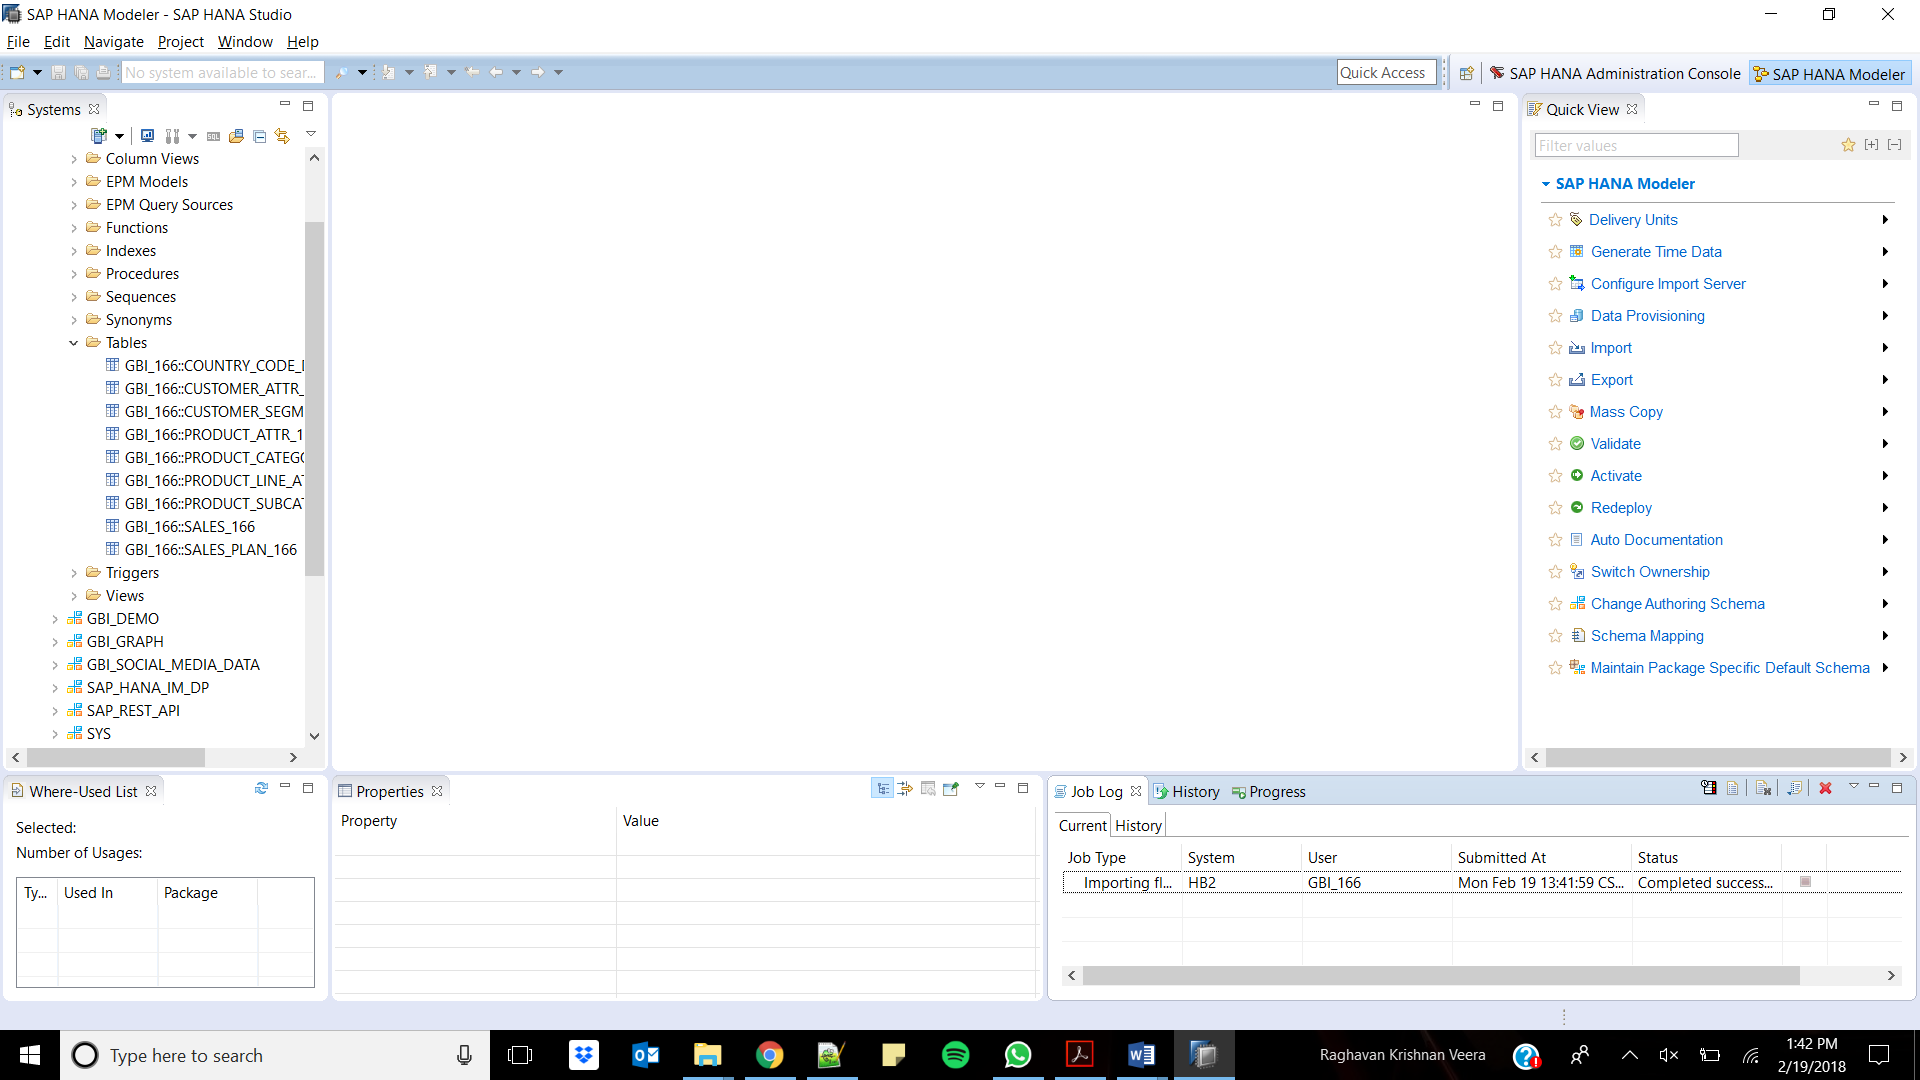 SAP HANA Modeler - SAP HANA Studio
File Edit Navigate Project Window Help
No system available to sear...
Quick Access
SAP HANA Administration Console
SAP HANA Modeler
Systems
Column Views
EPM Models
EPM Query Sources
Functions
Indexes
Procedures
Sequences
Synonyms
Tables
GBI_166::COUNTRY_CODE_
GBI_166::CUSTOMER_ATTR_
GBI_166::CUSTOMER_SEGM
GBI_166::PRODUCT_ATTR_1
GBI_166::PRODUCT_CATEG
GBI_166::PRODUCT_LINE_A
GBI_166::PRODUCT_SUBCA
GBI_166::SALES_166
GBI_166::SALES_PLAN_166
Triggers
Views
GBI_DEMO
GBI_GRAPH
GBI_SOCIAL_MEDIA_DATA
SAP_HANA_IM_DP
SAP_REST_API
SYS
Quick View
Filter values
SAP HANA Modeler
Delivery Units
Generate Time Data
Configure Import Server
Data Provisioning
Import
Export
Mass Copy
Validate
Activate
Redeploy
Auto Documentation
Switch Ownership
Change Authoring Schema
Schema Mapping
Maintain Package Specific Default Schema
Where-Used List
Selected:
Number of Usages:
Ty... Used In Package
Properties
Property Value
Job Log History Progress
Current History
Job Type System User Submitted At Status
Importing fl... HB2 GBI_166 Mon Feb 19 13:41:59 CS... Completed success...
Type here to search
Raghavan Krishnan Veera
1:42 PM
2/19/2018